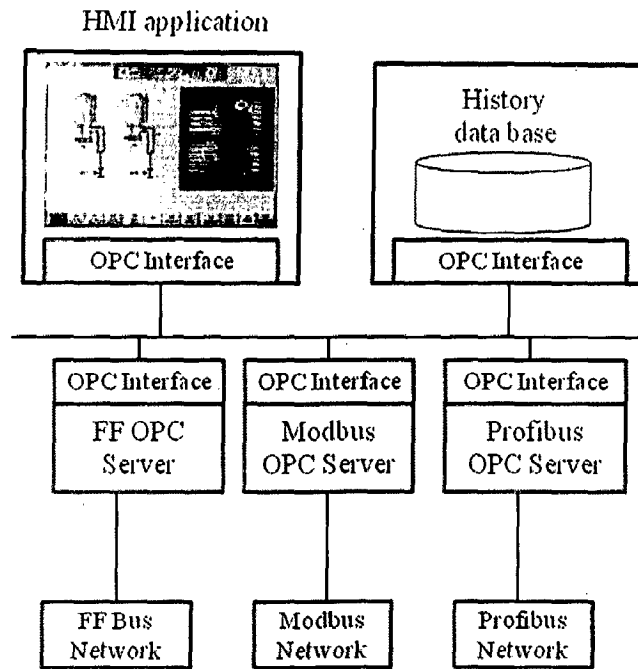 HMI application
History
data base
OPC Interface
OPC Interface
OPC Interface
OPC Interface
OPC Interface
FF OPC
Server
Modbus
OPC Server
Profibus
OPC Server
FF Bus
Network
Modbus
Network
Profibus
Network